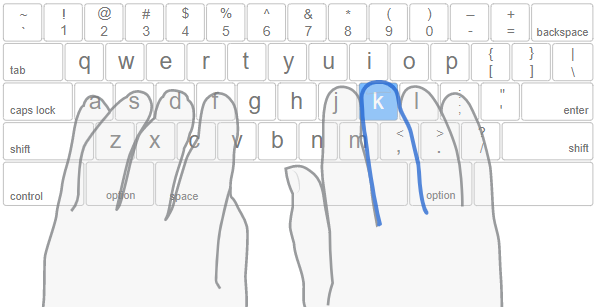 ~ ! @ # $ % ^ & * ( ) – + backspace
` 1 2 3 4 5 6 7 8 9 0 - =
tab q w e r t y u i o p { } |
[ ] \
caps lock a s d f g h j k l : " enter
; '
shift z x c v b n m < > ? shift
, . /
control option space option